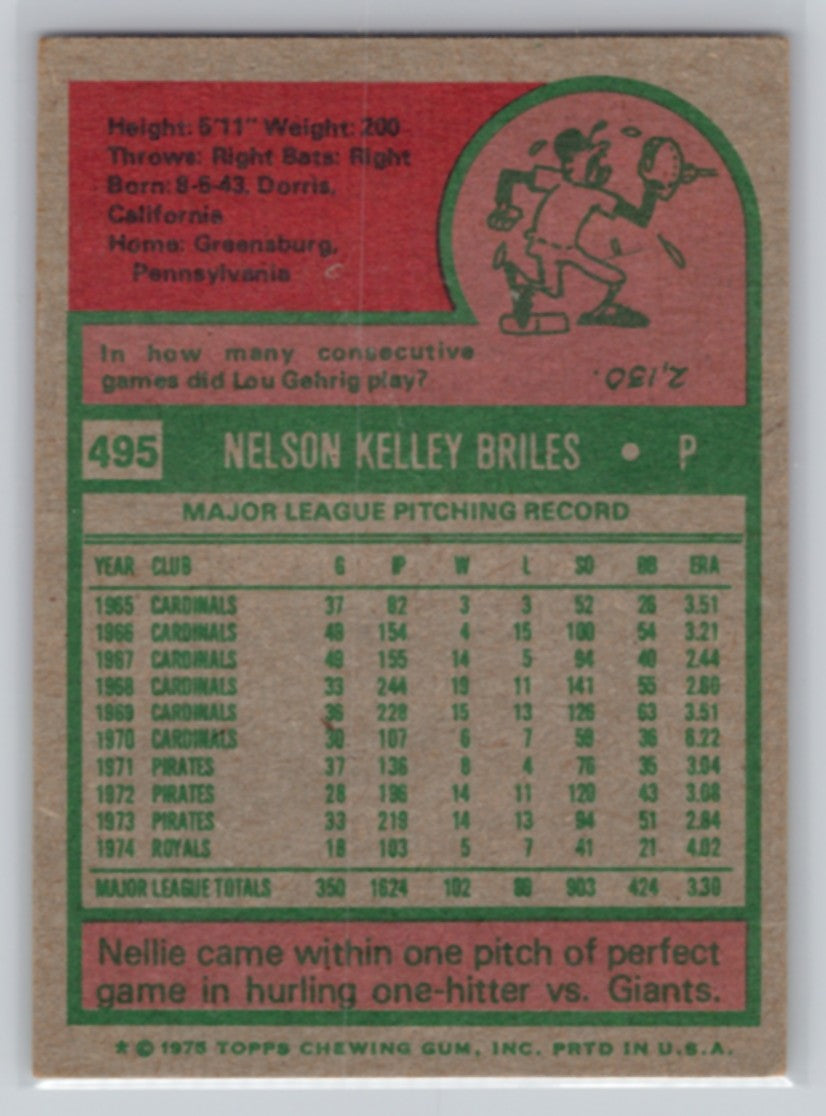 Height: 5'11" Weight: 200
Throws: Right Bats: Right
Born: 8-5-43, Dorris,
California
Home: Greensburg,
Pennsylvania
In how many consecutive
games did Lou Gehrig play?
2,130.
495 NELSON KELLEY BRILES • P
MAJOR LEAGUE PITCHING RECORD
YEAR CLUB G IP W L SO BB ERA
1965 CARDINALS 37 82 3 3 52 26 3.51
1966 CARDINALS 49 154 4 15 100 54 3.21
1967 CARDINALS 49 155 14 5 94 40 2.44
1968 CARDINALS 33 244 19 11 141 55 2.80
1969 CARDINALS 36 228 15 13 126 63 3.51
1970 CARDINALS 30 107 6 7 59 36 6.22
1971 PIRATES 37 136 8 4 76 35 3.04
1972 PIRATES 28 196 14 11 120 43 3.08
1973 PIRATES 33 219 14 13 94 51 2.84
1974 ROYALS 18 103 5 7 41 21 4.02
MAJOR LEAGUE TOTALS 350 1624 102 903 424 3.30
Nellie came within one pitch of perfect
game in hurling one-hitter vs. Giants.
* © 1975 TOPPS CHEWING GUM, INC. PRTD IN U.S.A.